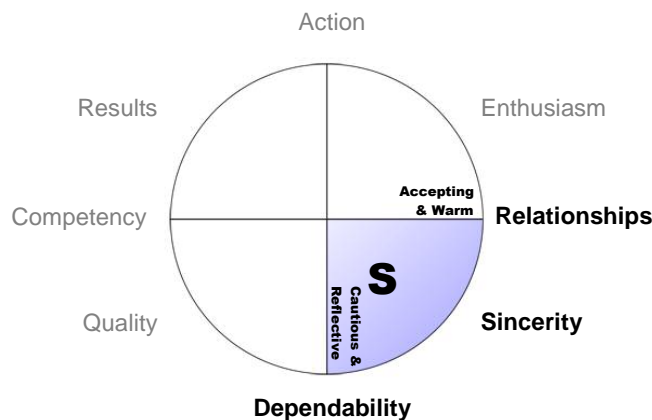 Action
Results
Enthusiasm
Accepting
& Warm
Competency
Relationships
S
Cautious &
Reflective
Quality
Sincerity
Dependability